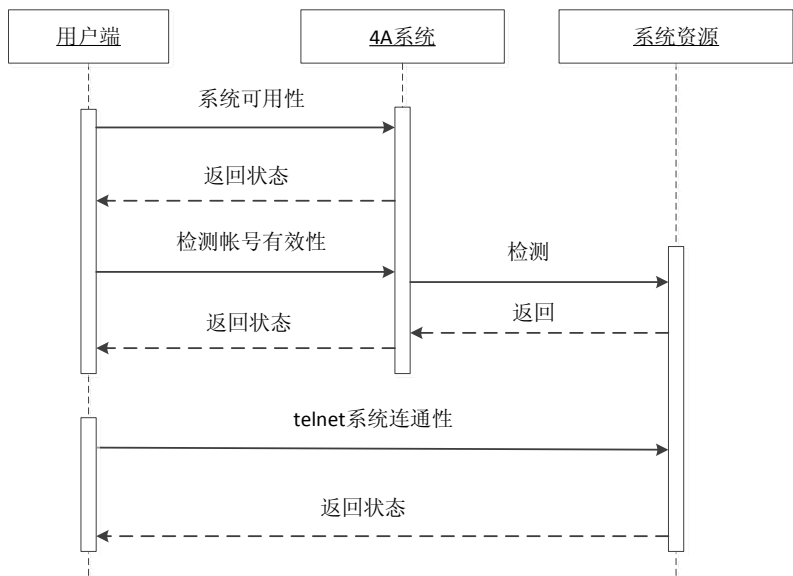 用户端
4A系统
系统资源
系统可用性
返回状态
检测帐号有效性
检测
返回
返回状态
telnet系统连通性
返回状态